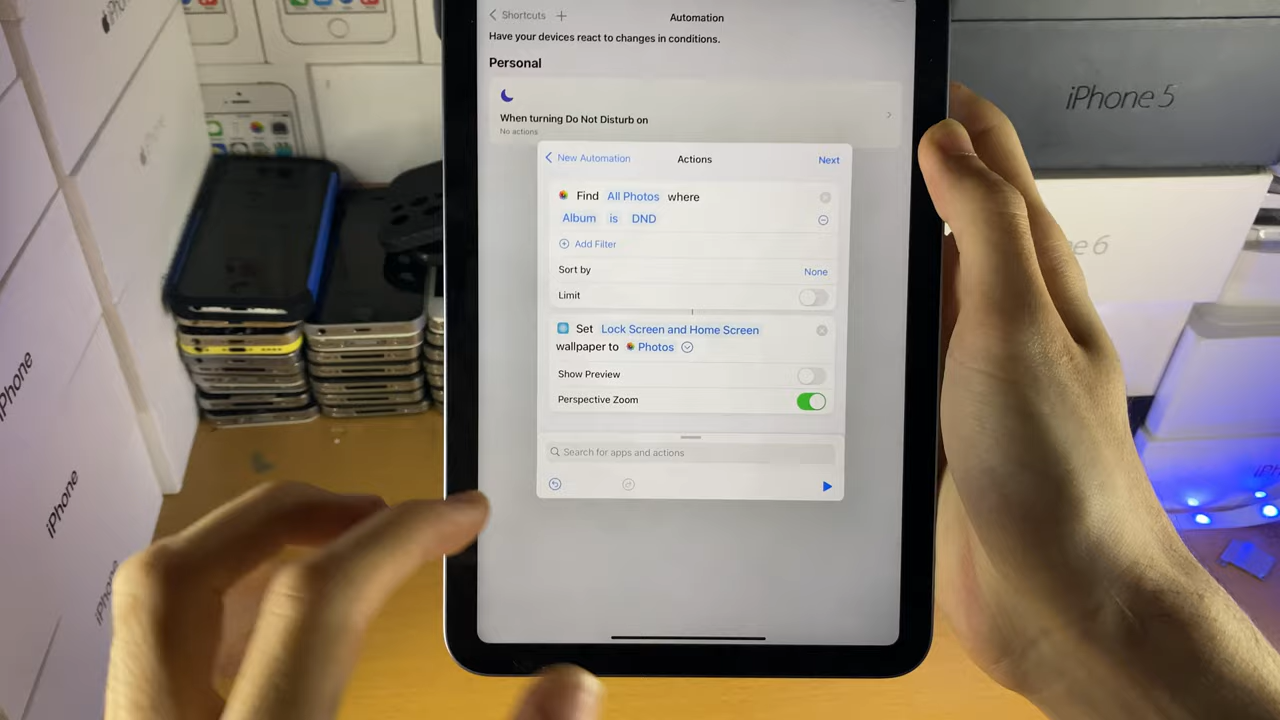 Shortcuts
Automation
Have your devices react to changes in conditions.
Personal
When turning Do Not Disturb on
No actions
New Automation
Actions
Next
Find All Photos where
Album is DND
Add Filter
Sort by
None
Limit
Set Lock Screen and Home Screen
wallpaper to Photos
Show Preview
Perspective Zoom
Search for apps and actions
iPhone 5
iPhone
iPhone
iPhone